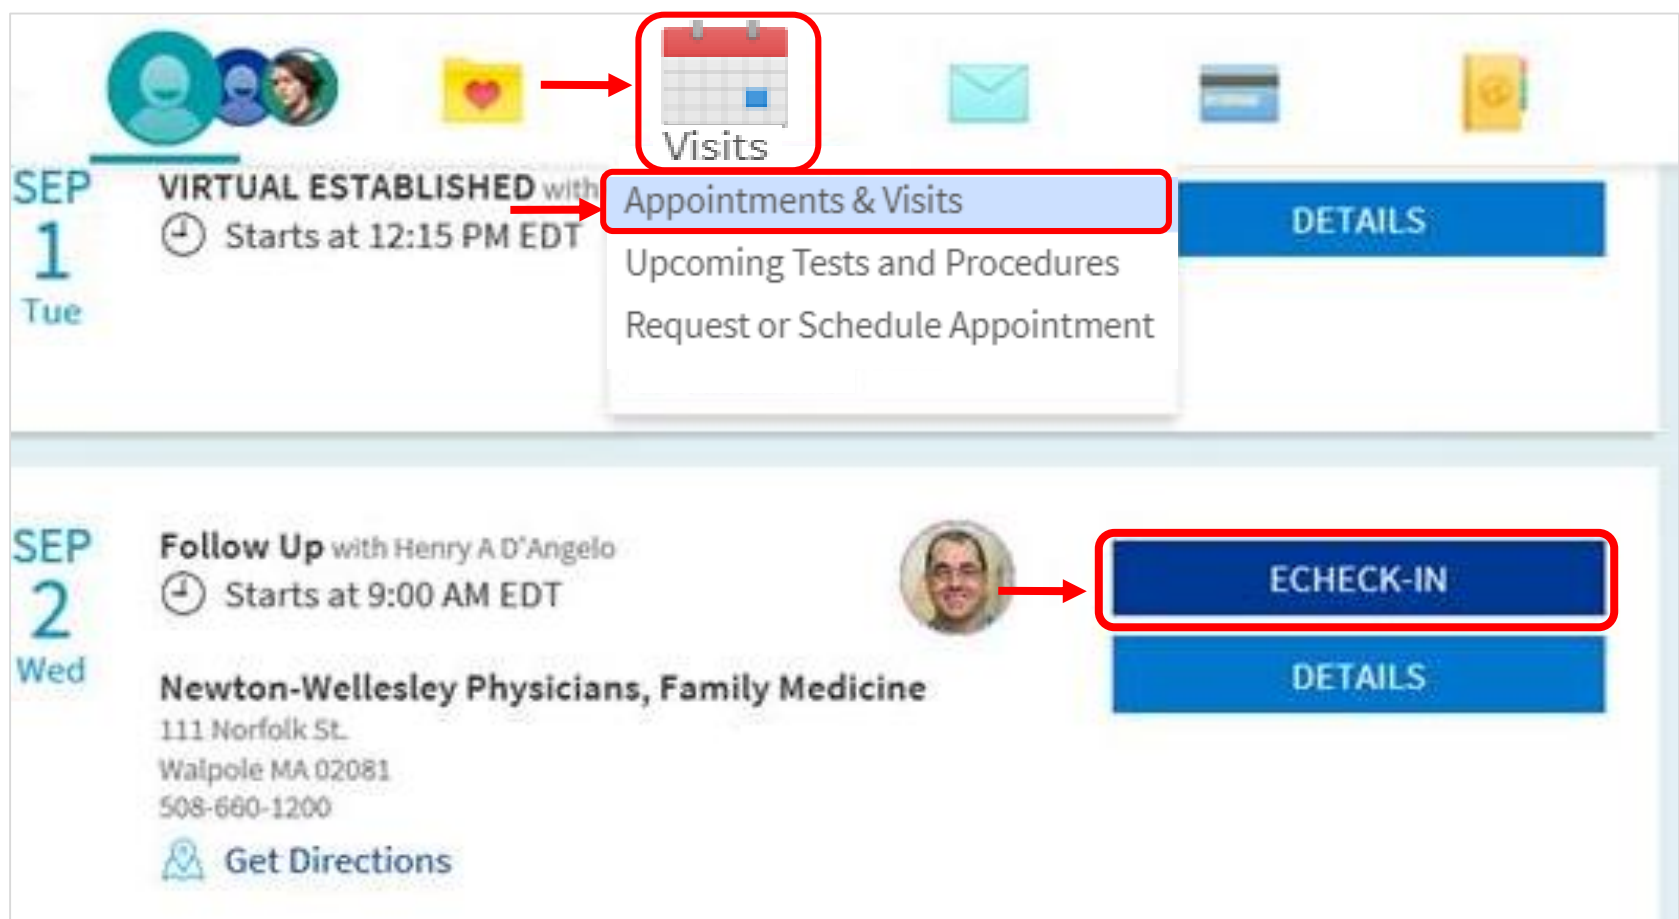 Visits
SEP
1
Tue
VIRTUAL ESTABLISHED with
Starts at 12:15 PM EDT
Appointments & Visits
Upcoming Tests and Procedures
Request or Schedule Appointment
DETAILS
SEP
2
Wed
Follow Up with Henry A D'Angelo
Starts at 9:00 AM EDT
Newton-Wellesley Physicians, Family Medicine
111 Norfolk St.
Walpole MA 02081
508-660-1200
Get Directions
ECHECK-IN
DETAILS